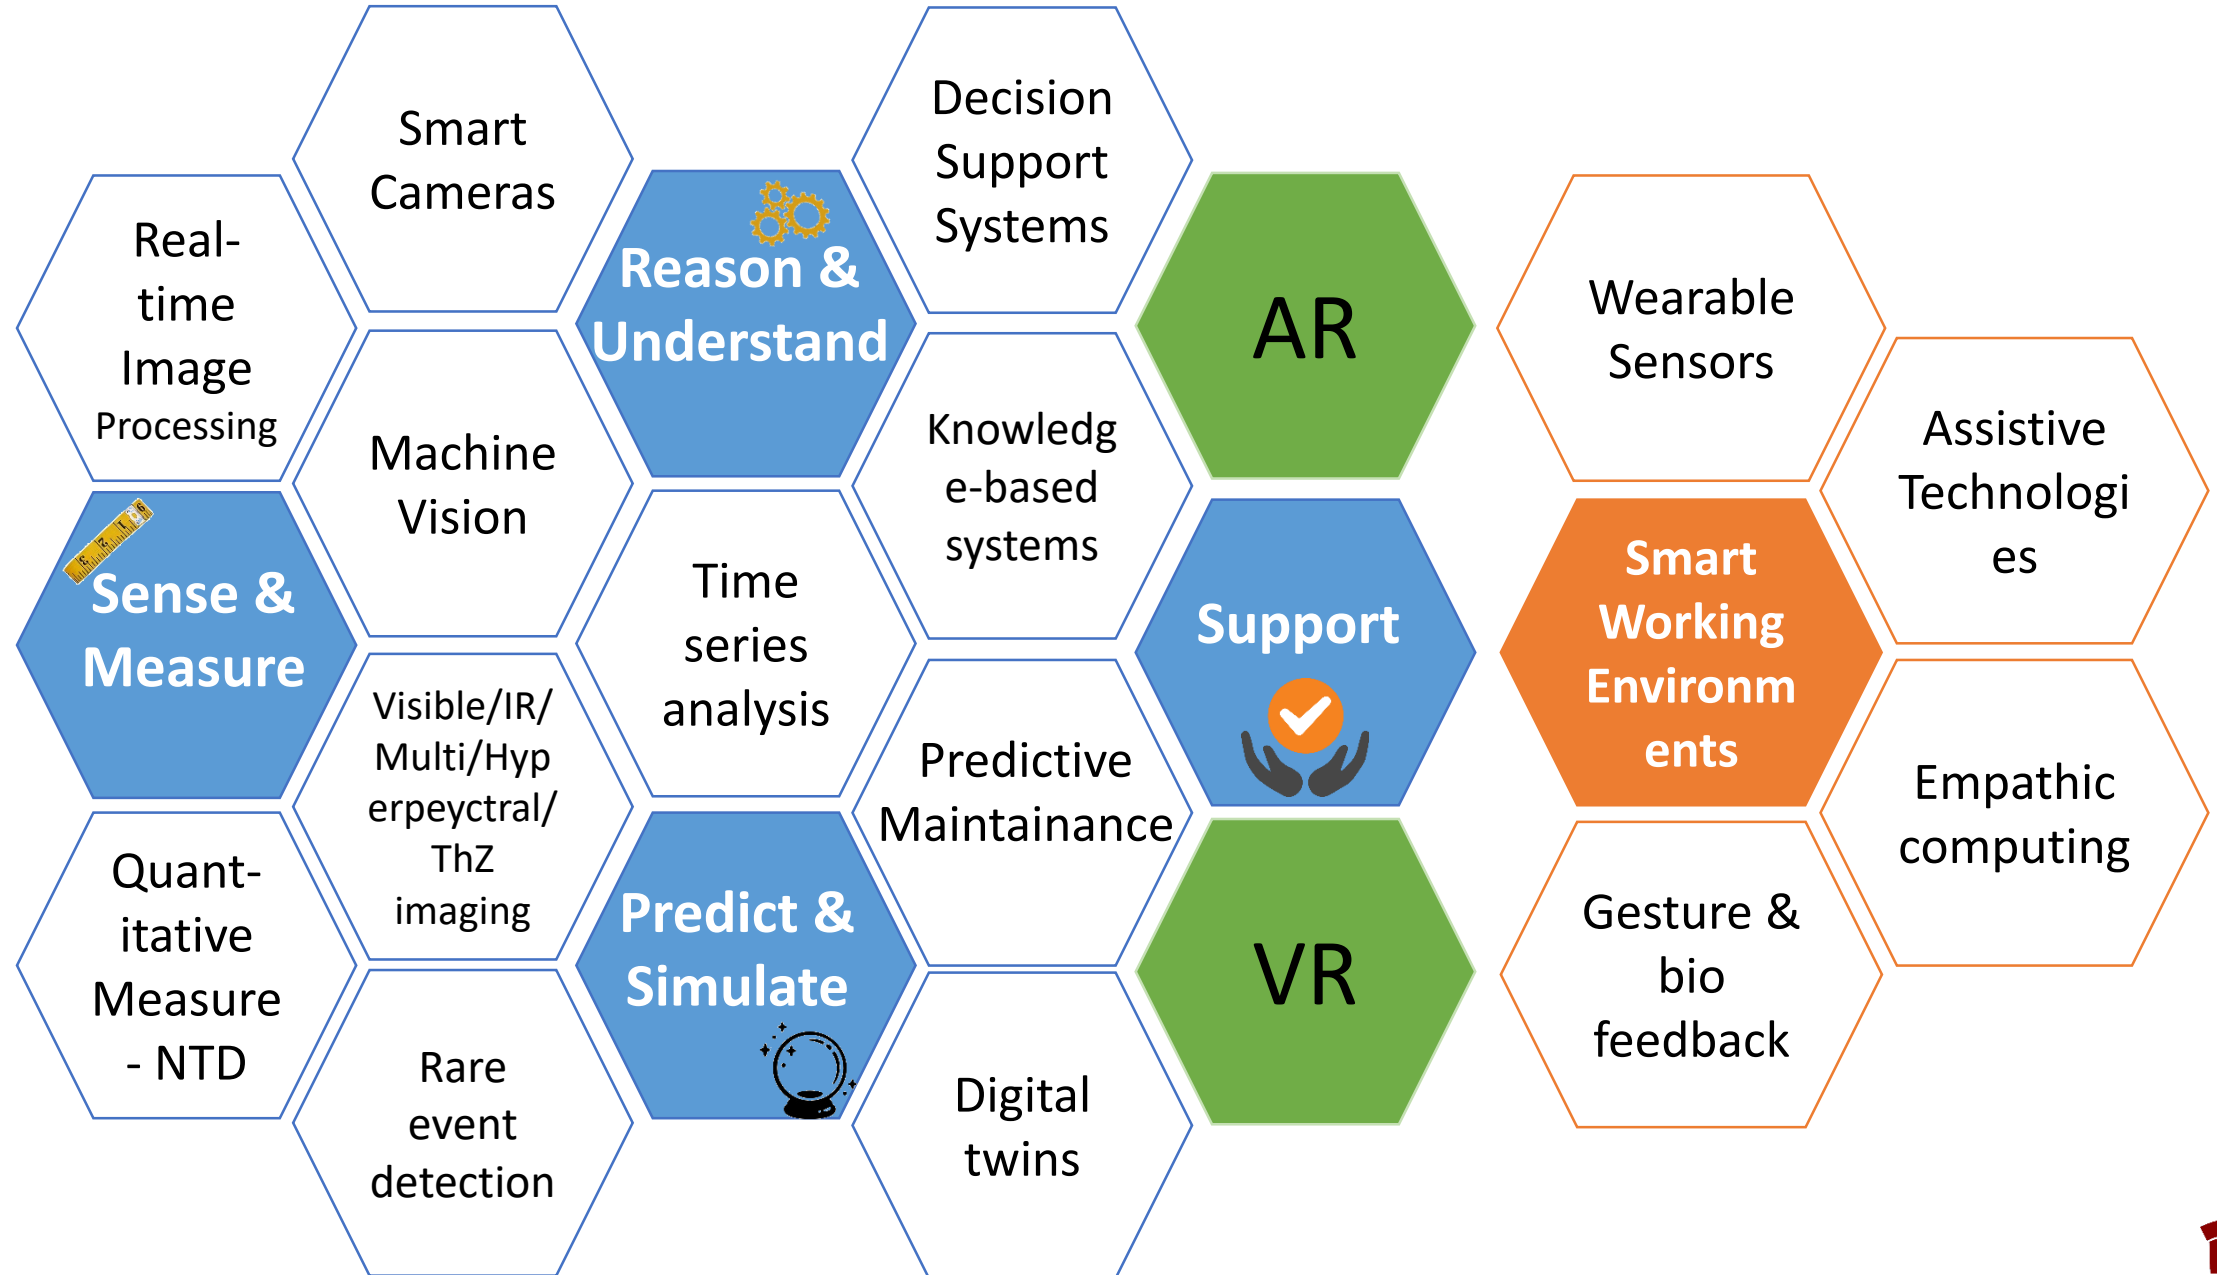 Smart
Cameras
Decision
Support
Systems
Real-
time
Image
Processing
Reason &
Understand
AR
Wearable
Sensors
Machine
Vision
Knowledg
e-based
systems
Assistive
Technologi
es
Sense &
Measure
Time
series
analysis
Support
Smart
Working
Environm
ents
Visible/IR/
Multi/Hyp
erpeyctral/
ThZ
imaging
Predictive
Maintainance
Empathic
computing
Quant-
itative
Measure
- NTD
Predict &
Simulate
VR
Gesture &
bio
feedback
Rare
event
detection
Digital
twins